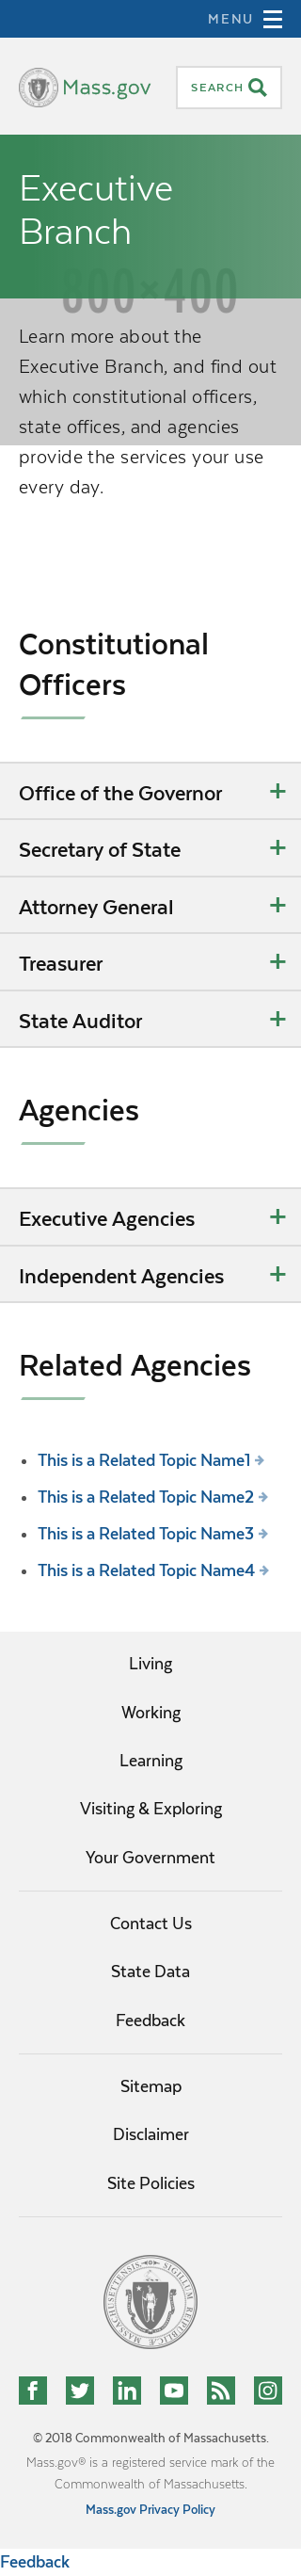 MENU
Mass.gov
SEARCH
Executive
Branch
800×400
Learn more about the
Executive Branch, and find out
which constitutional officers,
state offices, and agencies
provide the services your use
every day.
Constitutional
Officers
Office of the Governor
Secretary of State
Attorney General
Treasurer
State Auditor
Agencies
Executive Agencies
Independent Agencies
Related Agencies
This is a Related Topic Name1
This is a Related Topic Name2
This is a Related Topic Name3
This is a Related Topic Name4
Living
Working
Learning
Visiting & Exploring
Your Government
Contact Us
State Data
Feedback
Sitemap
Disclaimer
Site Policies
© 2018 Commonwealth of Massachusetts.
Mass.gov® is a registered service mark of the
Commonwealth of Massachusetts.
Mass.gov Privacy Policy
Feedback